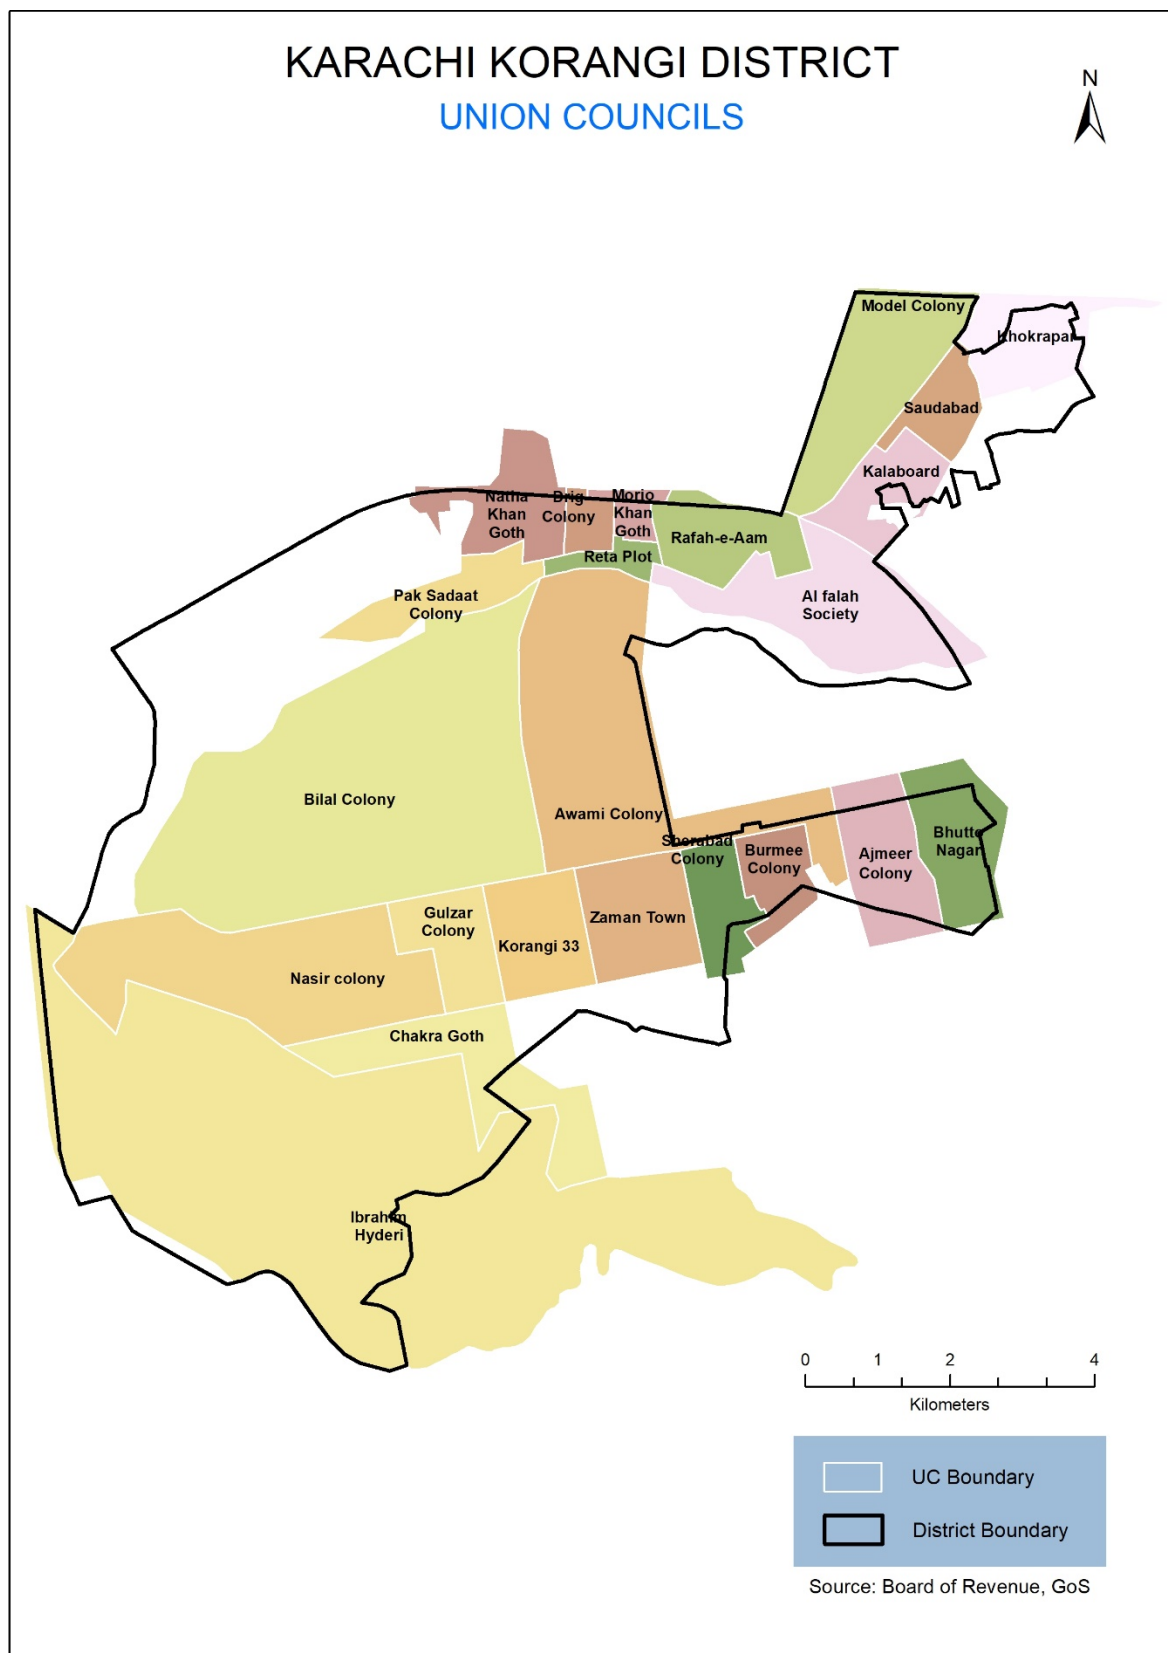 KARACHI KORANGI DISTRICT
UNION COUNCILS
N
Model Colony
Khokrapar
Saudabad
Kalaboard
Natha
Khan
Goth
Drig
Colony
Morio
Khan
Goth
Rafah-e-Aam
Reta Plot
Pak Sadaat
Colony
Al falah
Society
Bilal Colony
Awami Colony
Sherabad
Colony
Burmee
Colony
Ajmeer
Colony
Bhutto
Nagar
Gulzar
Colony
Korangi 33
Zaman Town
Nasir colony
Chakra Goth
Ibrahim
Hyderi
0 1 2 4
Kilometers
UC Boundary
District Boundary
Source: Board of Revenue, GoS